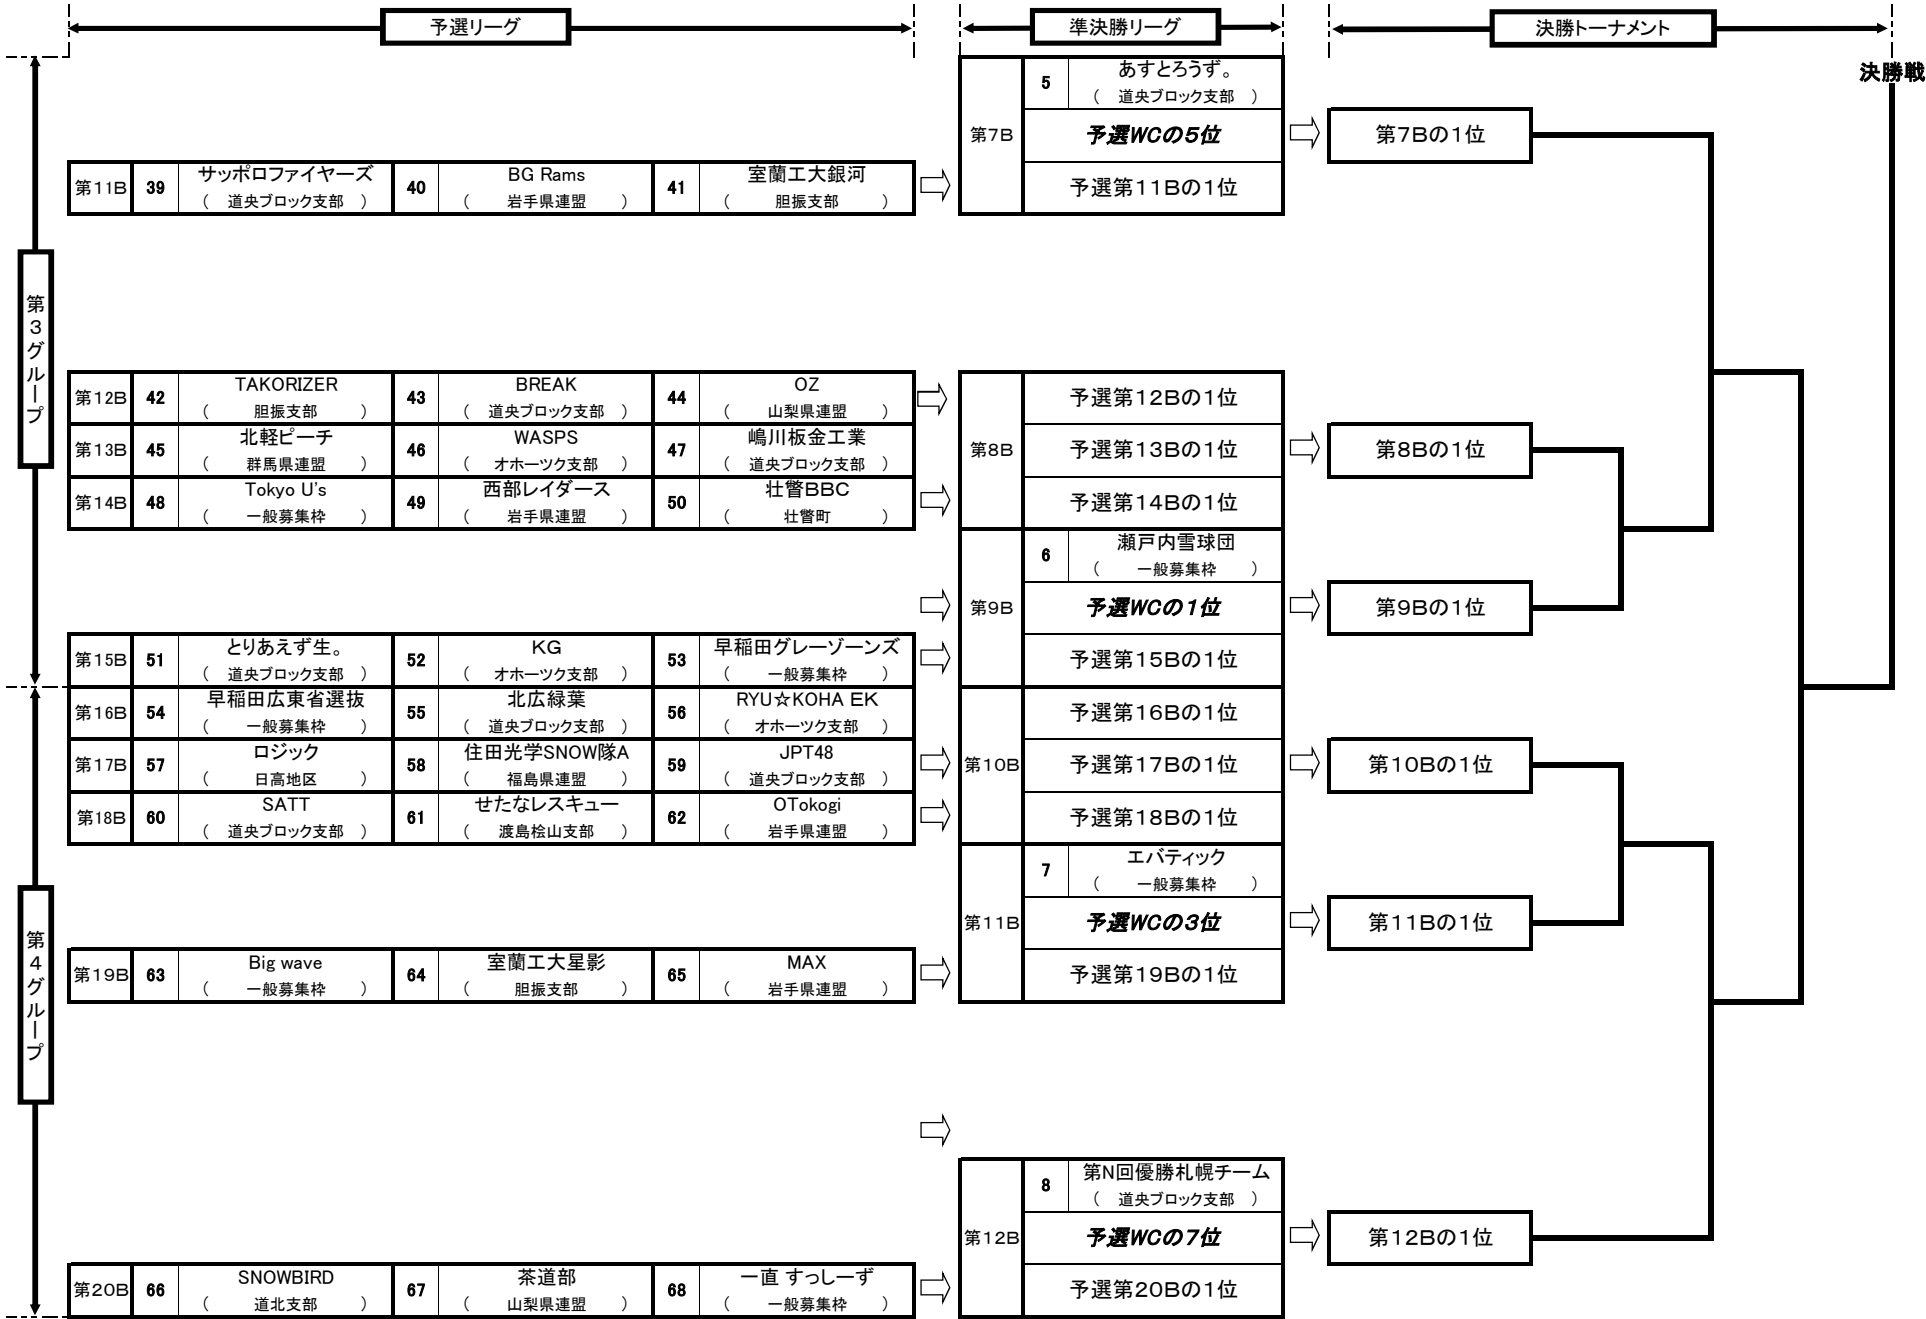 予選リーグ
準決勝リーグ
決勝トーナメント
決勝戦
第3グループ
第4グループ
第11B 39 サッポロファイヤーズ 40 BG Rams 41 室蘭工大銀河
（ 道央ブロック支部 ） （ 岩手県連盟 ） （ 胆振支部 ）
第12B 42 TAKORIZER 43 BREAK 44 OZ
（ 胆振支部 ） （ 道央ブロック支部 ） （ 山梨県連盟 ）
第13B 45 北軽ピーチ 46 WASPS 47 嶋川板金工業
（ 群馬県連盟 ） （ オホーツク支部 ） （ 道央ブロック支部 ）
第14B 48 Tokyo U's 49 西部レイダース 50 壮瞥BBC
（ 一般募集枠 ） （ 岩手県連盟 ） （ 壮瞥町 ）
第15B 51 とりあえず生。 52 KG 53 早稲田グレーゾーンズ
（ 道央ブロック支部 ） （ オホーツク支部 ） （ 一般募集枠 ）
第16B 54 早稲田広東省選抜 55 北広緑葉 56 RYU☆KOHA EK
（ 一般募集枠 ） （ 道央ブロック支部 ） （ オホーツク支部 ）
第17B 57 ロジック 58 住田光学SNOW隊A 59 JPT48
（ 日高地区 ） （ 福島県連盟 ） （ 道央ブロック支部 ）
第18B 60 SATT 61 せたなレスキュー 62 OTokogi
（ 道央ブロック支部 ） （ 渡島桧山支部 ） （ 岩手県連盟 ）
第19B 63 Big wave 64 室蘭工大星影 65 MAX
（ 一般募集枠 ） （ 胆振支部 ） （ 岩手県連盟 ）
第20B 66 SNOWBIRD 67 茶道部 68 一直 すっしーず
（ 道北支部 ） （ 山梨県連盟 ） （ 一般募集枠 ）
第7B
5 あすとろうず。
（ 道央ブロック支部 ）
予選WCの5位
予選第11Bの1位
第8B
予選第12Bの1位
予選第13Bの1位
予選第14Bの1位
第9B
6 瀬戸内雪球団
（ 一般募集枠 ）
予選WCの1位
予選第15Bの1位
第10B
予選第16Bの1位
予選第17Bの1位
予選第18Bの1位
第11B
7 エバティック
（ 一般募集枠 ）
予選WCの3位
予選第19Bの1位
第12B
8 第N回優勝札幌チーム
（ 道央ブロック支部 ）
予選WCの7位
予選第20Bの1位
第7Bの1位
第8Bの1位
第9Bの1位
第10Bの1位
第11Bの1位
第12Bの1位